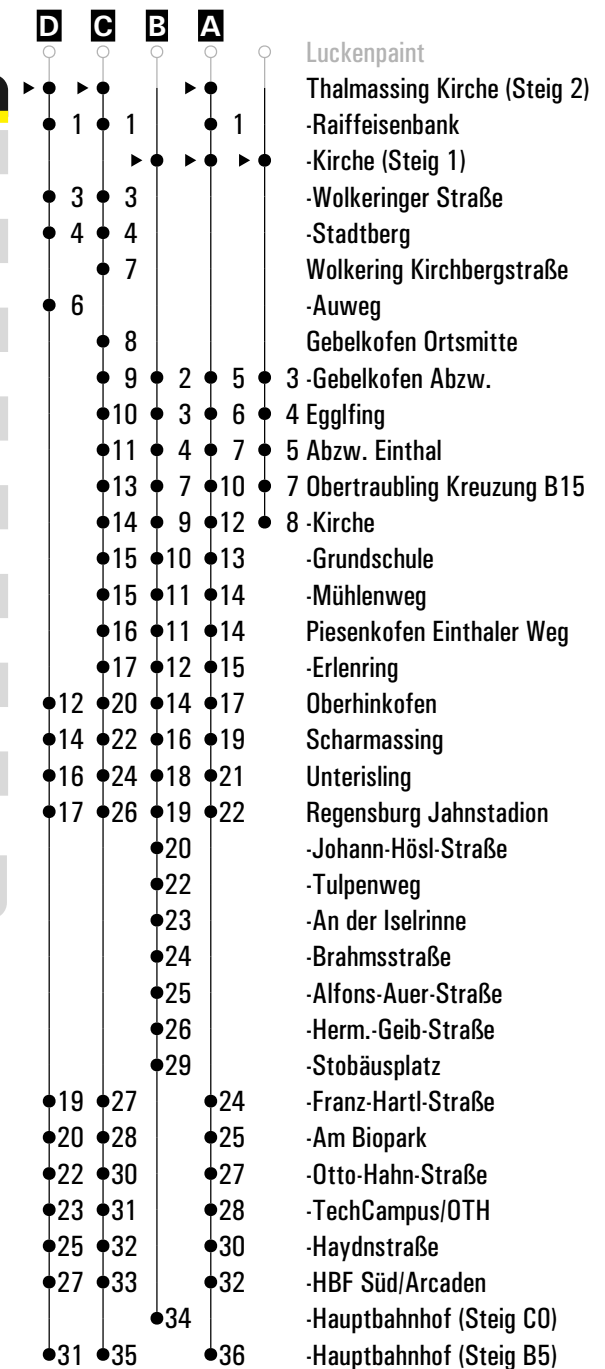 D C B A
Luckenpaint
Thalmassing Kirche (Steig 2)
1 1 1 -Raiffeisenbank
-Kirche (Steig 1)
3 3 -Wolkeringer Straße
4 4 -Stadtberg
7 Wolkering Kirchbergstraße
6 -Auweg
8 Gebelkofen Ortsmitte
9 2 5 3 -Gebelkofen Abzw.
10 3 6 4 Egglfing
11 4 7 5 Abzw. Einthal
13 7 10 7 Obertraubling Kreuzung B15
14 9 12 8 -Kirche
15 10 13 -Grundschule
15 11 14 -Mühlenweg
16 11 14 Piesenkofen Einthaler Weg
17 12 15 -Erlenring
12 20 14 17 Oberhinkofen
14 22 16 19 Scharmassing
16 24 18 21 Unterisling
17 26 19 22 Regensburg Jahnstadion
20 -Johann-Hösl-Straße
22 -Tulpenweg
23 -An der Iselrinne
24 -Brahmsstraße
25 -Alfons-Auer-Straße
26 -Herm.-Geib-Straße
29 -Stobäusplatz
19 27 24 -Franz-Hartl-Straße
20 28 25 -Am Biopark
22 30 27 -Otto-Hahn-Straße
23 31 28 -TechCampus/OTH
25 32 30 -Haydnstraße
27 33 32 -HBF Süd/Arcaden
34 -Hauptbahnhof (Steig C0)
31 35 36 -Hauptbahnhof (Steig B5)